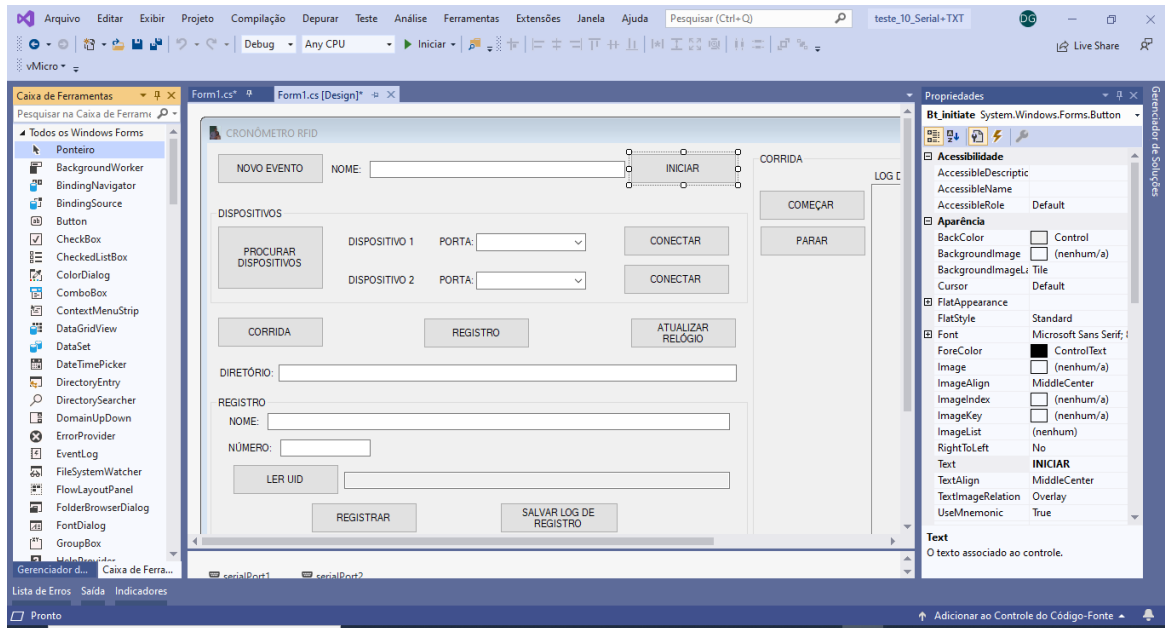 Arquivo Editar Exibir Projeto Compilação Depurar Teste Análise Ferramentas Extensões Janela Ajuda Pesquisar (Ctrl+Q) teste_10_Serial+TXT DG
Debug Any CPU Iniciar Live Share
vMicro
Caixa de Ferramentas
Pesquisar na Caixa de Ferrame
Todos os Windows Forms
Ponteiro
BackgroundWorker
BindingNavigator
BindingSource
Button
CheckBox
CheckedListBox
ColorDialog
ComboBox
ContextMenuStrip
DataGridView
DataSet
DateTimePicker
DirectoryEntry
DirectorySearcher
DomainUpDown
ErrorProvider
EventLog
FileSystemWatcher
FlowLayoutPanel
FolderBrowserDialog
FontDialog
GroupBox
HelpProvider
Gerenciador d... Caixa de Ferra...
Form1.cs* Form1.cs [Design]*
CRONÔMETRO RFID
NOVO EVENTO NOME: INICIAR
CORRIDA
LOG D
COMEÇAR
PARAR
DISPOSITIVOS
PROCURAR
DISPOSITIVOS
DISPOSITIVO 1 PORTA: CONECTAR
DISPOSITIVO 2 PORTA: CONECTAR
CORRIDA REGISTRO ATUALIZAR
RELÓGIO
DIRETÓRIO:
REGISTRO
NOME:
NÚMERO:
LER UID
REGISTRAR SALVAR LOG DE
REGISTRO
serialPort1 serialPort2
Propriedades
Bt_initiate System.Windows.Forms.Button
Acessibilidade
AccessibleDescriptic
AccessibleName
AccessibleRole Default
Aparência
BackColor Control
BackgroundImage (nenhum/a)
BackgroundImageLa Tile
Cursor Default
FlatAppearance
FlatStyle Standard
Font Microsoft Sans Serif;
ForeColor ControlText
Image (nenhum/a)
ImageAlign MiddleCenter
ImageIndex (nenhum/a)
ImageKey (nenhum/a)
ImageList (nenhum)
RightToLeft No
Text INICIAR
TextAlign MiddleCenter
TextImageRelation Overlay
UseMnemonic True
Text
O texto associado ao controle.
Gerenciador de Soluções
Lista de Erros Saída Indicadores
Pronto Adicionar ao Controle do Código-Fonte